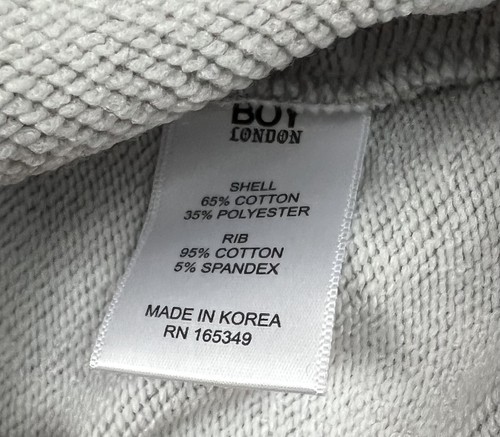 BOY
LONDON
SHELL
65% COTTON
35% POLYESTER
RIB
95% COTTON
5% SPANDEX
MADE IN KOREA
RN 165349